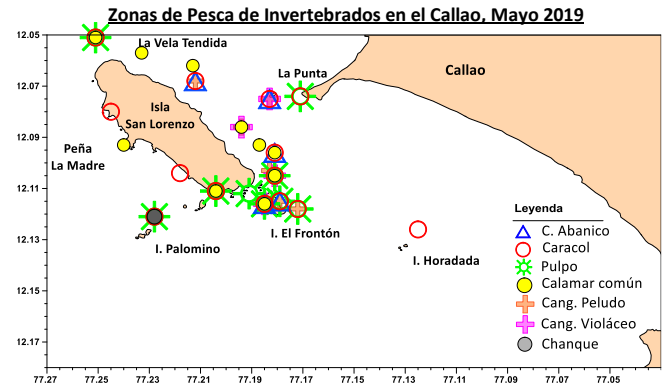 Zonas de Pesca de Invertebrados en el Callao, Mayo 2019
12.05
La Vela Tendida
La Punta
Callao
12.07
Isla
San Lorenzo
12.09
Peña
La Madre
12.11
I. Palomino
I. El Frontón
I. Horadada
12.13
12.15
12.17
Leyenda
C. Abanico
Caracol
Pulpo
Calamar común
Cang. Peludo
Cang. Violáceo
Chanque
77.27 77.25 77.23 77.21 77.19 77.17 77.15 77.13 77.11 77.09 77.07 77.05 77.03